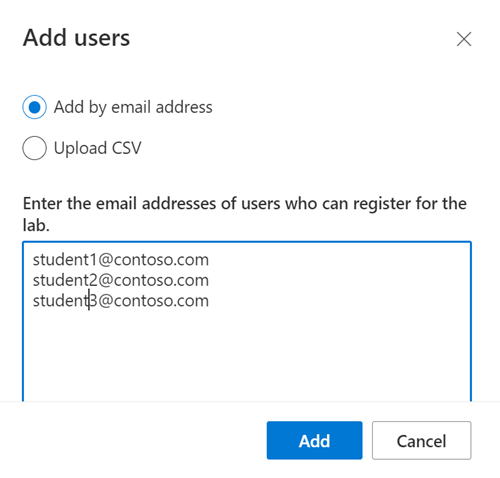 Add users
Add by email address
Upload CSV
Enter the email addresses of users who can register for the
lab.
student1@contoso.com
student2@contoso.com
student3@contoso.com
Add
Cancel